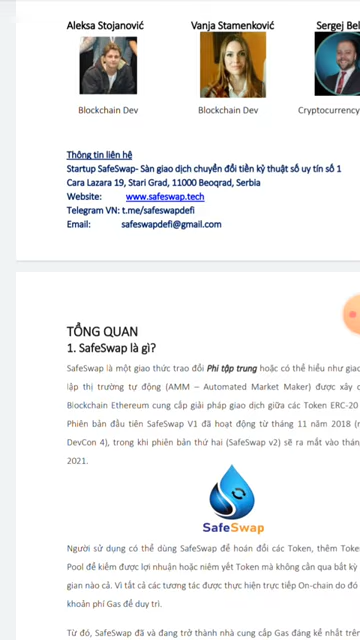 Aleksa Stojanović Vanja Stamenković Sergej
Blockchain Dev Blockchain Dev Cryptocurrency
Thông tin liên hệ
Startup SafeSwap- Sàn giao dịch chuyển đổi tiền kỹ thuật số uy tín số 1
Cara Lazara 19, Stari Grad, 11000 Beoqrad, Serbia
Website: www.safeswap.tech
Telegram VN: t.me/safeswapdefi
Email: safeswapdefi@gmail.com
TỔNG QUAN
1. SafeSwap là gì?
SafeSwap là một giao thức trao đổi Phi tập trung hoặc có thể hiểu như giao
lập thị trường tự động (AMM – Automated Market Maker) được xây
Blockchain Ethereum cung cấp giải pháp giao dịch giữa các Token ERC-20
Phiên bản đầu tiên SafeSwap V1 đã hoạt động từ tháng 11 năm 2018
DevCon 4), trong khi phiên bản thứ hai (SafeSwap v2) sẽ ra mắt vào
2021.
SafeSwap
Người sử dụng có thể dùng SafeSwap để hoán đổi các Token, thêm
Pool để kiếm được lợi nhuận hoặc niêm yết Token mà không cần qua bất kỳ
gian nào cả. Vì tất cả các tương tác được thực hiện trực tiếp On-chain do đó
khoản phí Gas để duy trì.
Từ đó, SafeSwap đã và đang trở thành nhà cung cấp Gas đáng kể nhất